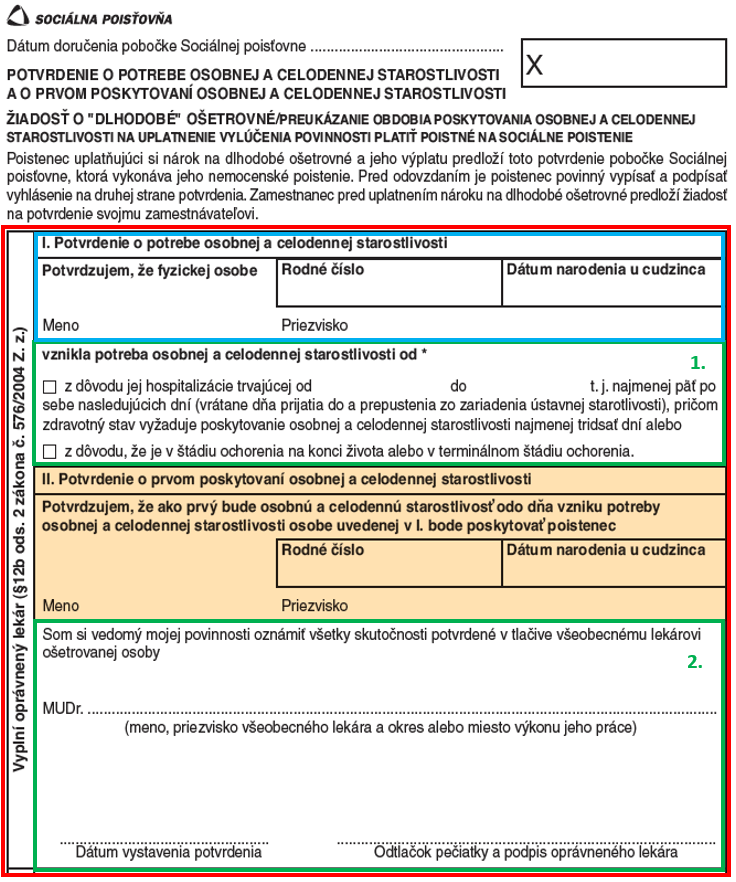 SOCIÁLNA POISŤOVŇA
Dátum doručenia pobočke Sociálnej poisťovne ................................................
X
POTVRDENIE O POTREBE OSOBNEJ A CELODENNEJ STAROSTLIVOSTI
A O PRVOM POSKYTOVANÍ OSOBNEJ A CELODENNEJ STAROSTLIVOSTI
ŽIADOSŤ O "DLHODOBÉ" OŠETROVNÉ/PREUKÁZANIE OBDOBIA POSKYTOVANIA OSOBNEJ A CELODENNEJ
STAROSTLIVOSTI NA UPLATNENIE VYLÚČENIA POVINNOSTI PLATIŤ POISTNÉ NA SOCIÁLNE POISTENIE
Poistenec uplatňujúci si nárok na dlhodobé ošetrovné a jeho výplatu predloží toto potvrdenie pobočke Sociálnej
poisťovne, ktorá vykonáva jeho nemocenské poistenie. Pred odovzdaním je poistenec povinný vypísať a podpísať
vyhlásenie na druhej strane potvrdenia. Zamestnanec pred uplatnením nároku na dlhodobé ošetrovné predloží žiadosť
na potvrdenie svojmu zamestnávateľovi.
Vyplní oprávnený lekár (§12b ods. 2 zákona č. 576/2004 Z. z.)
I. Potvrdenie o potrebe osobnej a celodennej starostlivosti
Potvrdzujem, že fyzickej osobe
Rodné číslo
Dátum narodenia u cudzinca
Meno
Priezvisko
vznikla potreba osobnej a celodennej starostlivosti od *
1.
z dôvodu jej hospitalizácie trvajúcej od do t. j. najmenej päť po
sebe nasledujúcich dní (vrátane dňa prijatia do a prepustenia zo zariadenia ústavnej starotlivosti), pričom
zdravotný stav vyžaduje poskytovanie osobnej a celodennej starostlivosti najmenej tridsať dní alebo
z dôvodu, že je v štádiu ochorenia na konci života alebo v terminálnom štádiu ochorenia.
II. Potvrdenie o prvom poskytovaní osobnej a celodennej starostlivosti
Potvrdzujem, že ako prvý bude osobnú a celodennú starostlivosť odo dňa vzniku potreby
osobnej a celodennej starostlivosti osobe uvedenej v I. bode poskytovať poistenec
Rodné číslo
Dátum narodenia u cudzinca
Meno
Priezvisko
Som si vedomý mojej povinnosti oznámiť všetky skutočnosti potvrdené v tlačive všeobecnému lekárovi
ošetrovanej osoby
2.
MUDr. ................................................................................
(meno, priezvisko všeobecného lekára a okres alebo miesto výkonu jeho práce)
Dátum vystavenia potvrdenia
Odtlačok pečiatky a podpis oprávneného lekára